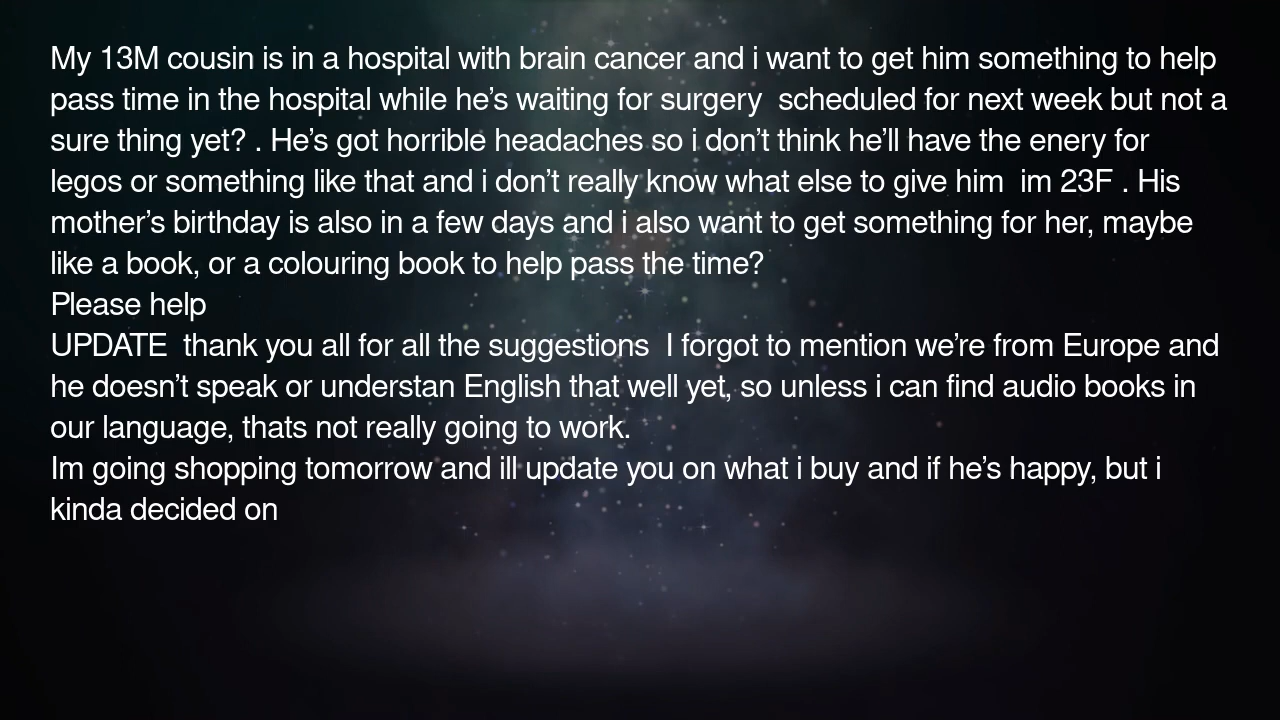 My 13M cousin is in a hospital with brain cancer and i want to get him something to help
pass time in the hospital while he's waiting for surgery  scheduled for next week but not a
sure thing yet? . He's got horrible headaches so i don't think he'll have the enery for
legos or something like that and i don't really know what else to give him  im 23F . His
mother's birthday is also in a few days and i also want to get something for her, maybe
like a book, or a colouring book to help pass the time?
Please help
UPDATE  thank you all for all the suggestions  I forgot to mention we're from Europe and
he doesn't speak or understan English that well yet, so unless i can find audio books in
our language, thats not really going to work.
Im going shopping tomorrow and ill update you on what i buy and if he's happy, but i
kinda decided on